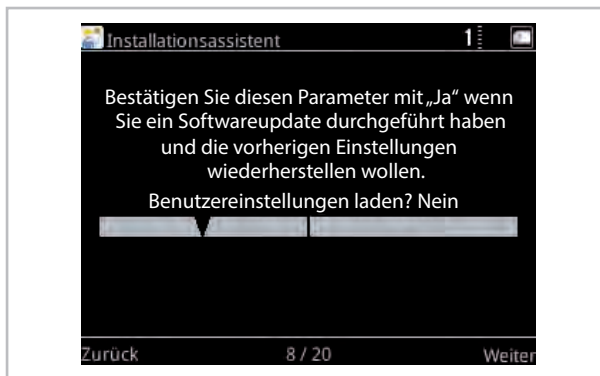 Installationsassistent 1
Bestätigen Sie diesen Parameter mit „Ja“ wenn
Sie ein Softwareupdate durchgeführt haben
und die vorherigen Einstellungen
wiederherstellen wollen.
Benutzereinstellungen laden? Nein
Zurück 8 / 20 Weiter